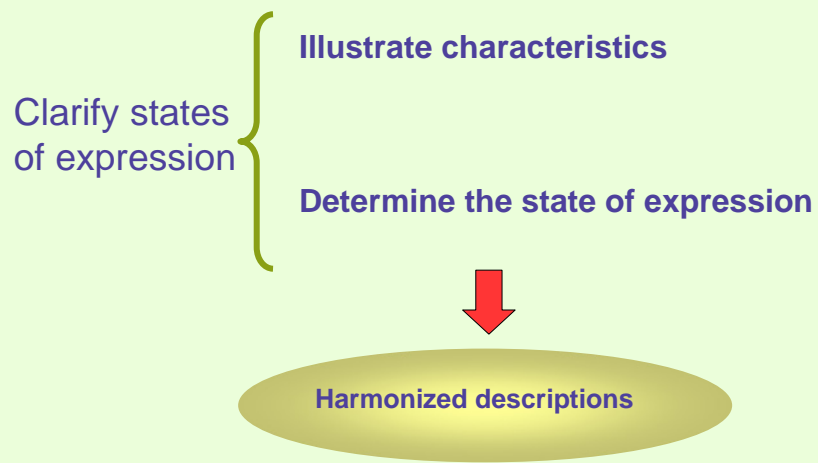 Illustrate characteristics
Clarify states
of expression
Determine the state of expression
Harmonized descriptions